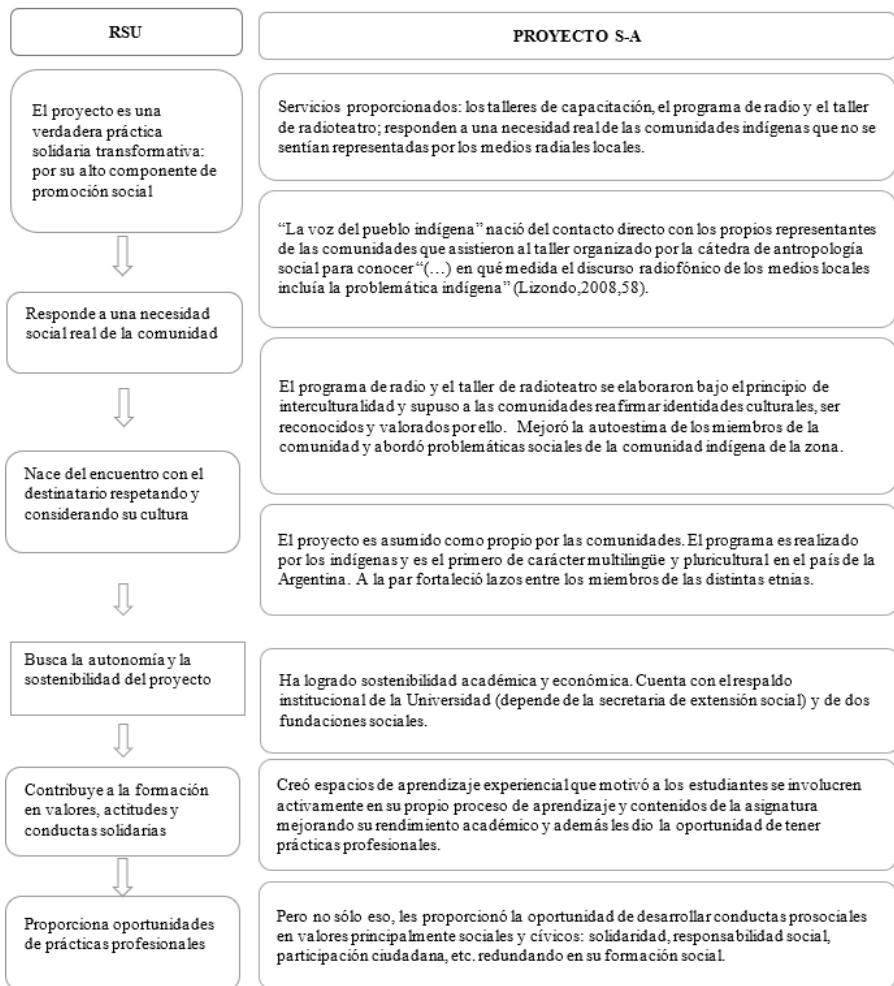 RSU
PROYECTO S-A
El proyecto es una
verdadera práctica
solidaria transformativa:
por su alto componente de
promoción social
Servicios proporcionados: los talleres de capacitación, el programa de radio y el taller
de radioteatro; responden a una necesidad real de las comunidades indígenas que no se
sentían representadas por los medios radiales locales.
Responde a una necesidad
social real de la comunidad
“La voz del pueblo indígena” nació del contacto directo con los propios representantes
de las comunidades que asistieron al taller organizado por la cátedra de antropología
social para conocer “(…) en qué medida el discurso radiofónico de los medios locales
incluía la problemática indígena” (Lizondo,2008,58).
Nace del encuentro con el
destinatario respetando y
considerando su cultura
El programa de radio y el taller de radioteatro se elaboraron bajo el principio de
interculturalidad y supuso a las comunidades reafirmar identidades culturales, ser
reconocidos y valorados por ello. Mejoró la autoestima de los miembros de la
comunidad y abordó problemáticas sociales de la comunidad indígena de la zona.
El proyecto es asumido como propio por las comunidades. El programa es realizado
por los indígenas y es el primero de carácter multilingüe y pluricultural en el país de la
Argentina. A la par fortaleció lazos entre los miembros de las distintas etnias.
Busca la autonomía y la
sostenibilidad del proyecto
Ha logrado sostenibilidad académica y económica. Cuenta con el respaldo
institucional de la Universidad (depende de la secretaria de extensión social) y de dos
fundaciones sociales.
Contribuye a la formación
en valores, actitudes y
conductas solidarias
Creó espacios de aprendizaje experiencial que motivó a los estudiantes se involucren
activamente en su propio proceso de aprendizaje y contenidos de la asignatura
mejorando su rendimiento académico y además les dio la oportunidad de tener
prácticas profesionales.
Proporciona oportunidades
de prácticas profesionales
Pero no sólo eso, les proporcionó la oportunidad de desarrollar conductas prosociales
en valores principalmente sociales y cívicos: solidaridad, responsabilidad social,
participación ciudadana, etc. redundando en su formación social.